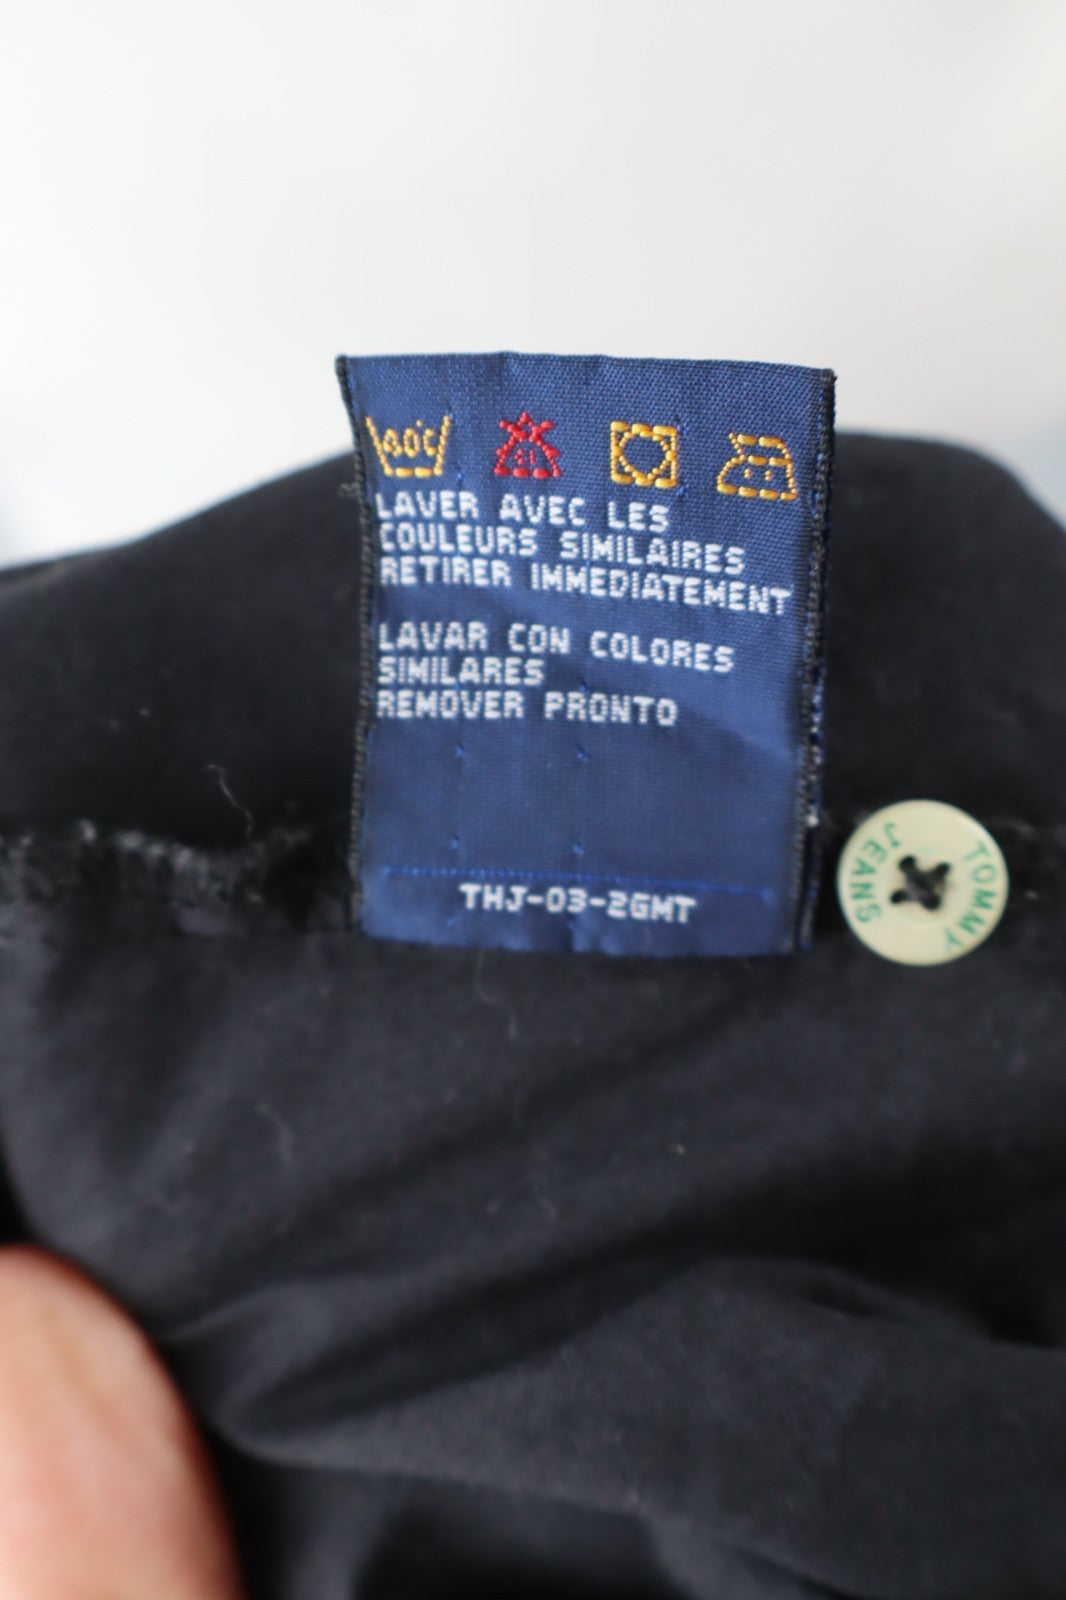 LAVER AVEC LES
COULEURS SIMILAIRES
RETIRER IMMEDIATEMENT
LAVAR CON COLORES
SIMILARES
REMOVER PRONTO
THJ-03-2GMT
TOMMY
JEANS